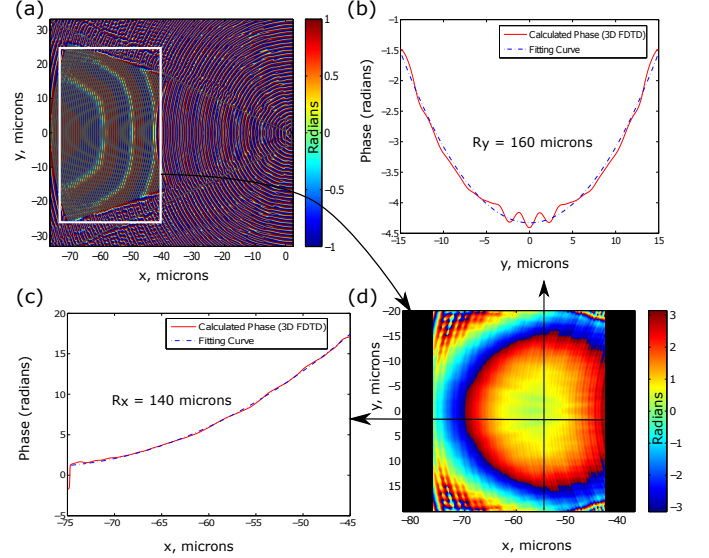 (a)
30
20
10
0
−10
−20
−30
y, microns
−70 −60 −50 −40 −30 −20 −10 0
x, microns
1
0.5
0
−0.5
−1
Radians
(b)
−1
−1.5
−2
−2.5
−3
−3.5
−4
−4.5
Phase (radians)
Calculated Phase (3D FDTD)
Fitting Curve
Ry = 160 microns
−15 −10 −5 0 5 10 15
y, microns
(c)
20
15
10
5
0
−5
Phase (radians)
Calculated Phase (3D FDTD)
Fitting Curve
Rx = 140 microns
−75 −70 −65 −60 −55 −50 −45
x, microns
(d)
−20
−15
−10
−5
0
5
10
15
y, microns
−80 −70 −60 −50 −40
x, microns
3
2
1
0
−1
−2
−3
Radians